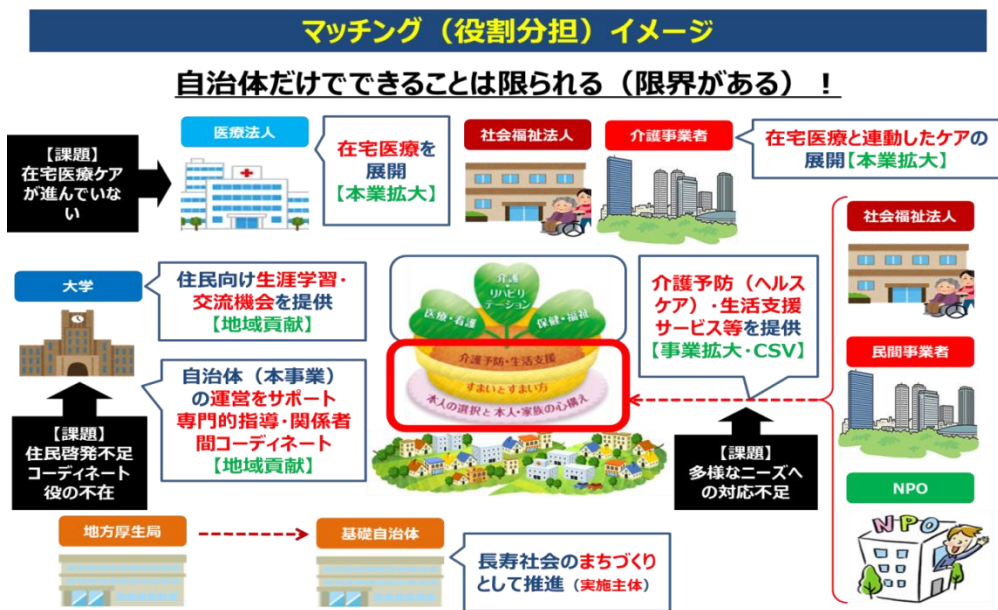 マッチング（役割分担）イメージ
自治体だけでできることは限られる（限界がある）！
【課題】
在宅医療ケア
が進んでいな
い
医療法人
在宅医療を
展開
【本業拡大】
社会福祉法人
介護事業者
在宅医療と連動したケアの
展開【本業拡大】
社会福祉法人
大学
住民向け生涯学習・
交流機会を提供
【地域貢献】
介護
・
リハビリ
テーション
医療・看護
保健・福祉
介護予防・生活支援
すまいとすまい方
本人の選択と本人・家族の心構え
介護予防（ヘルス
ケア）・生活支援
サービス等を提供
【事業拡大・CSV】
民間事業者
自治体（本事業）
の運営をサポート
専門的指導・関係者
間コーディネート
【地域貢献】
【課題】
住民啓発不足
コーディネート
役の不在
【課題】
多様なニーズへ
の対応不足
NPO
NPO
地方厚生局
基礎自治体
長寿社会のまちづくり
として推進（実施主体）